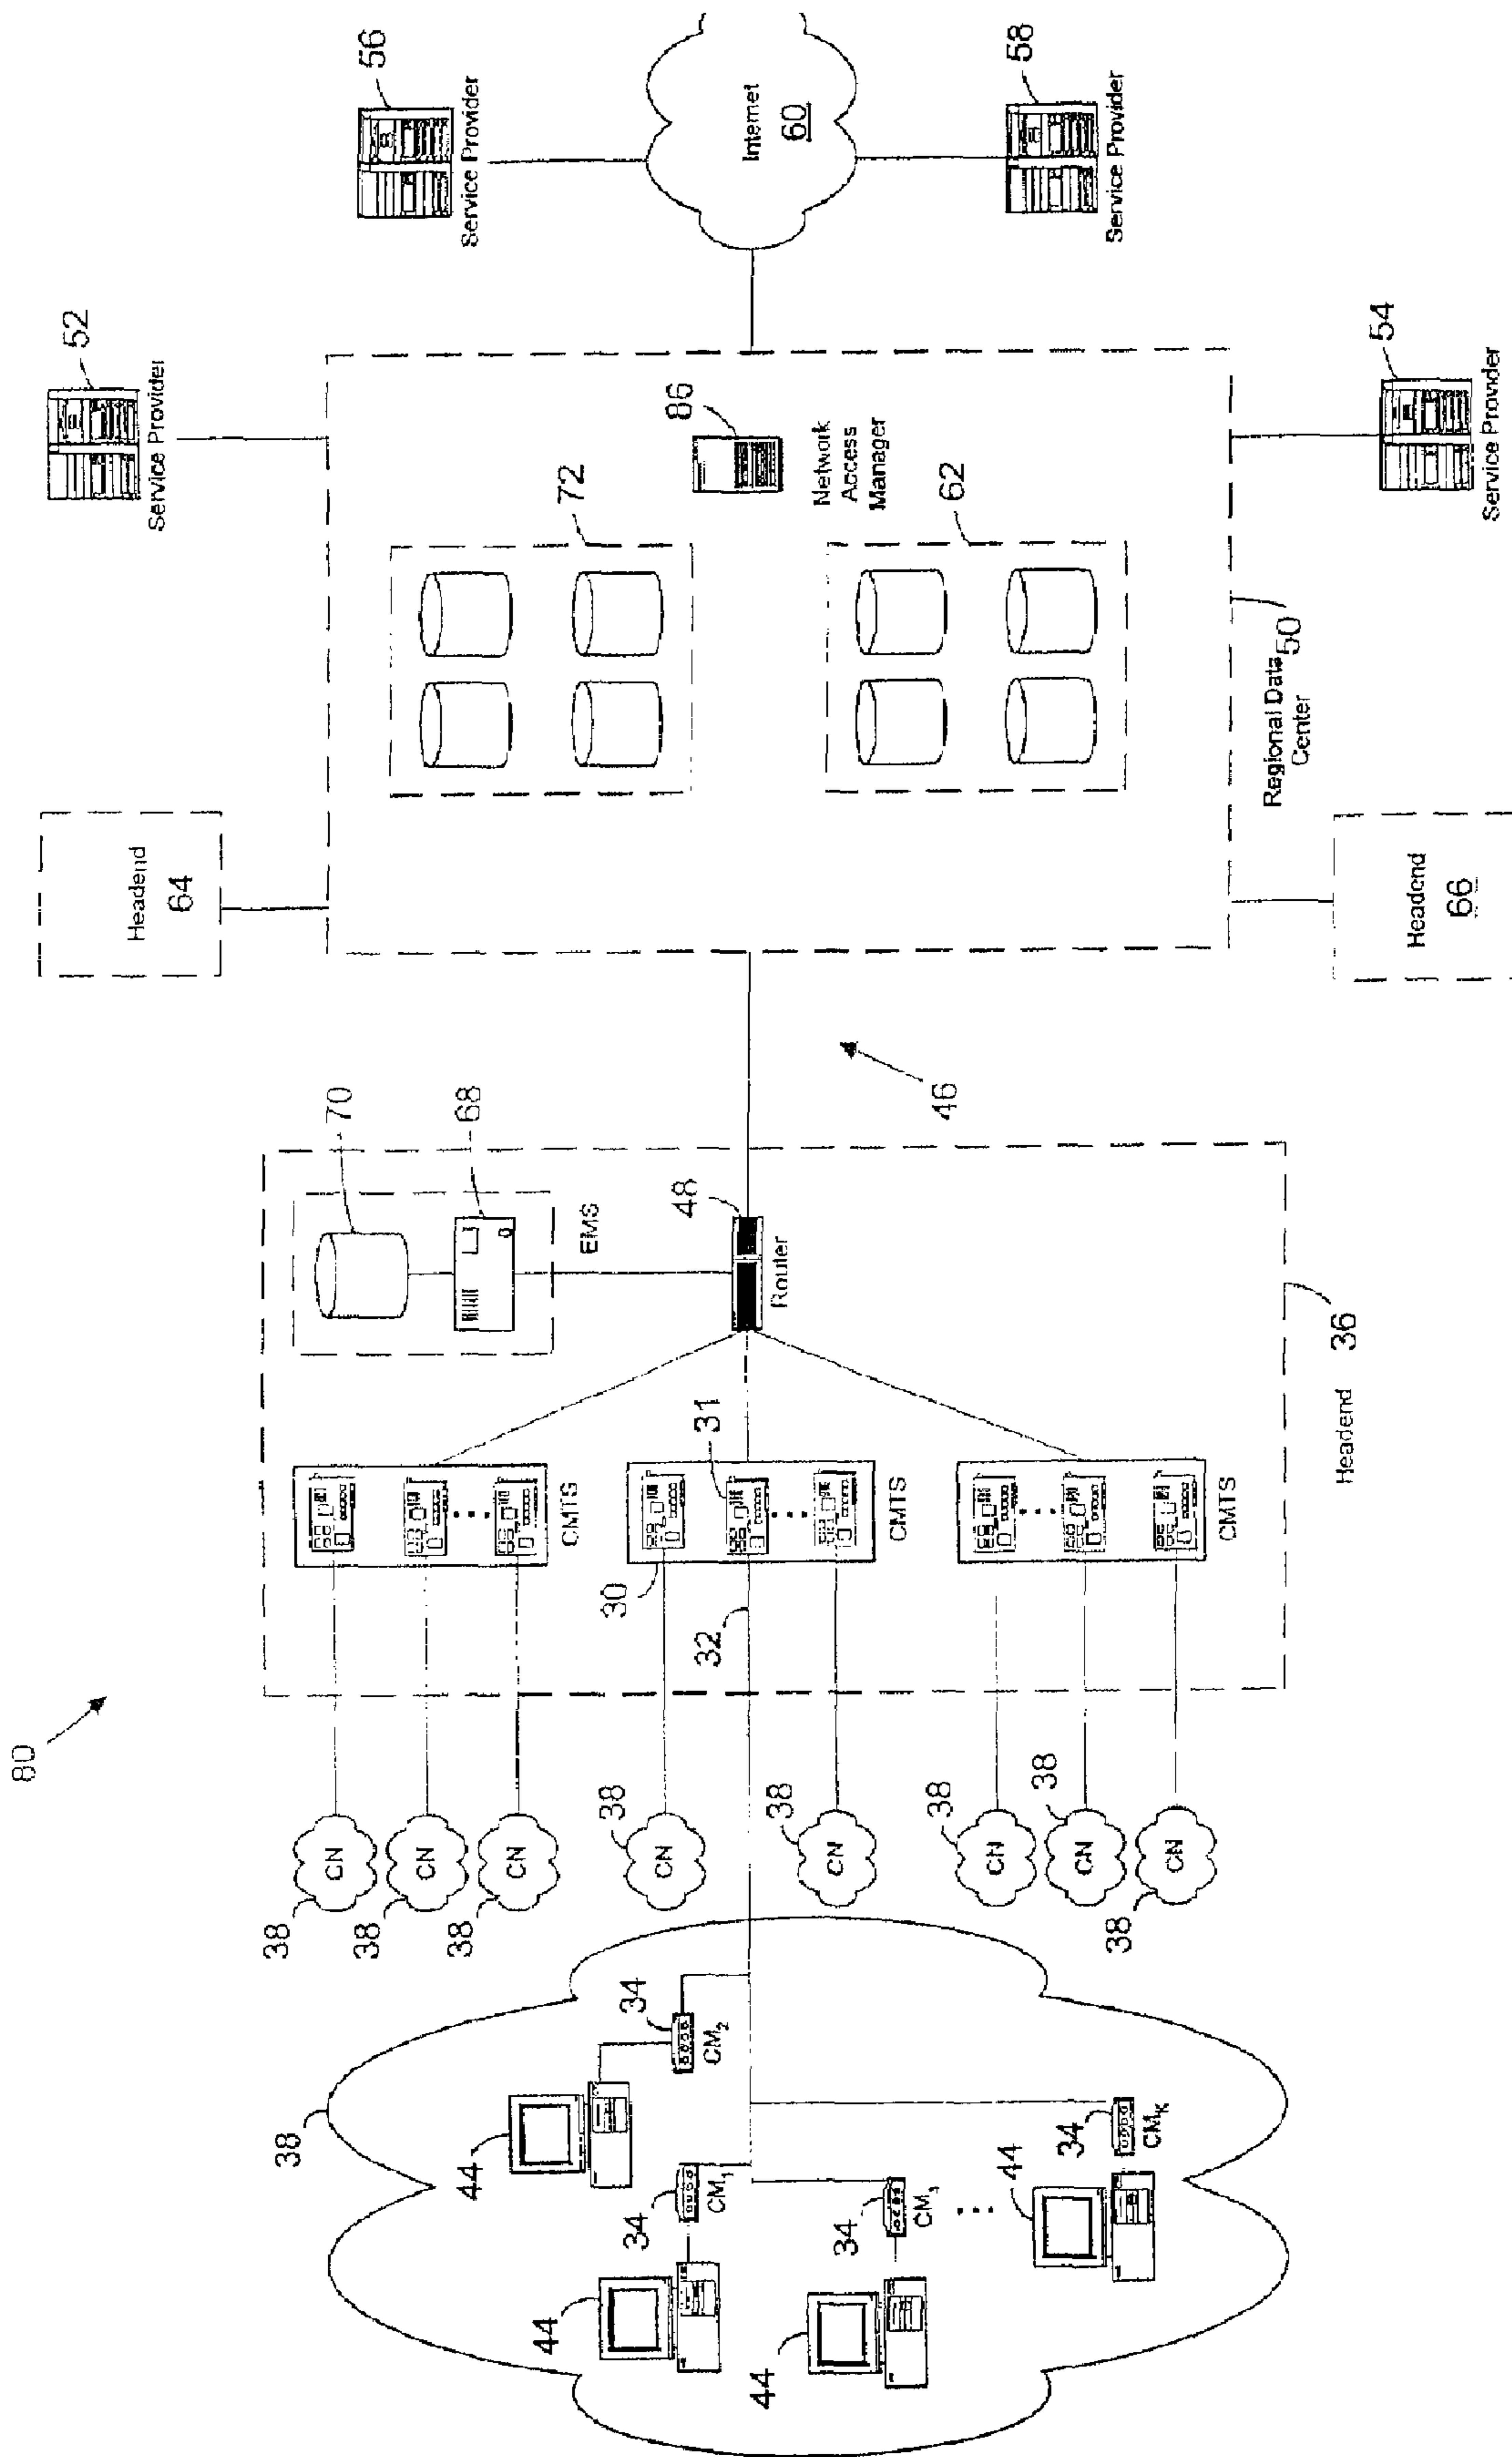 80
38
44
44
44
44
34
CM1
34
CM2
34
CM3
34
CMK
38
CN
38
CN
38
CN
38
CN
38
CN
38
CN
38
CN
38
CN
32
30
31
CMTS
CMTS
CMTS
70
68
EMS
48
Router
Headend
36
46
Headend
64
Headend
66
72
62
86
Network
Access
Manager
Regional Data
Center
50
52
Service Provider
54
Service Provider
56
Service Provider
58
Service Provider
Internet
60